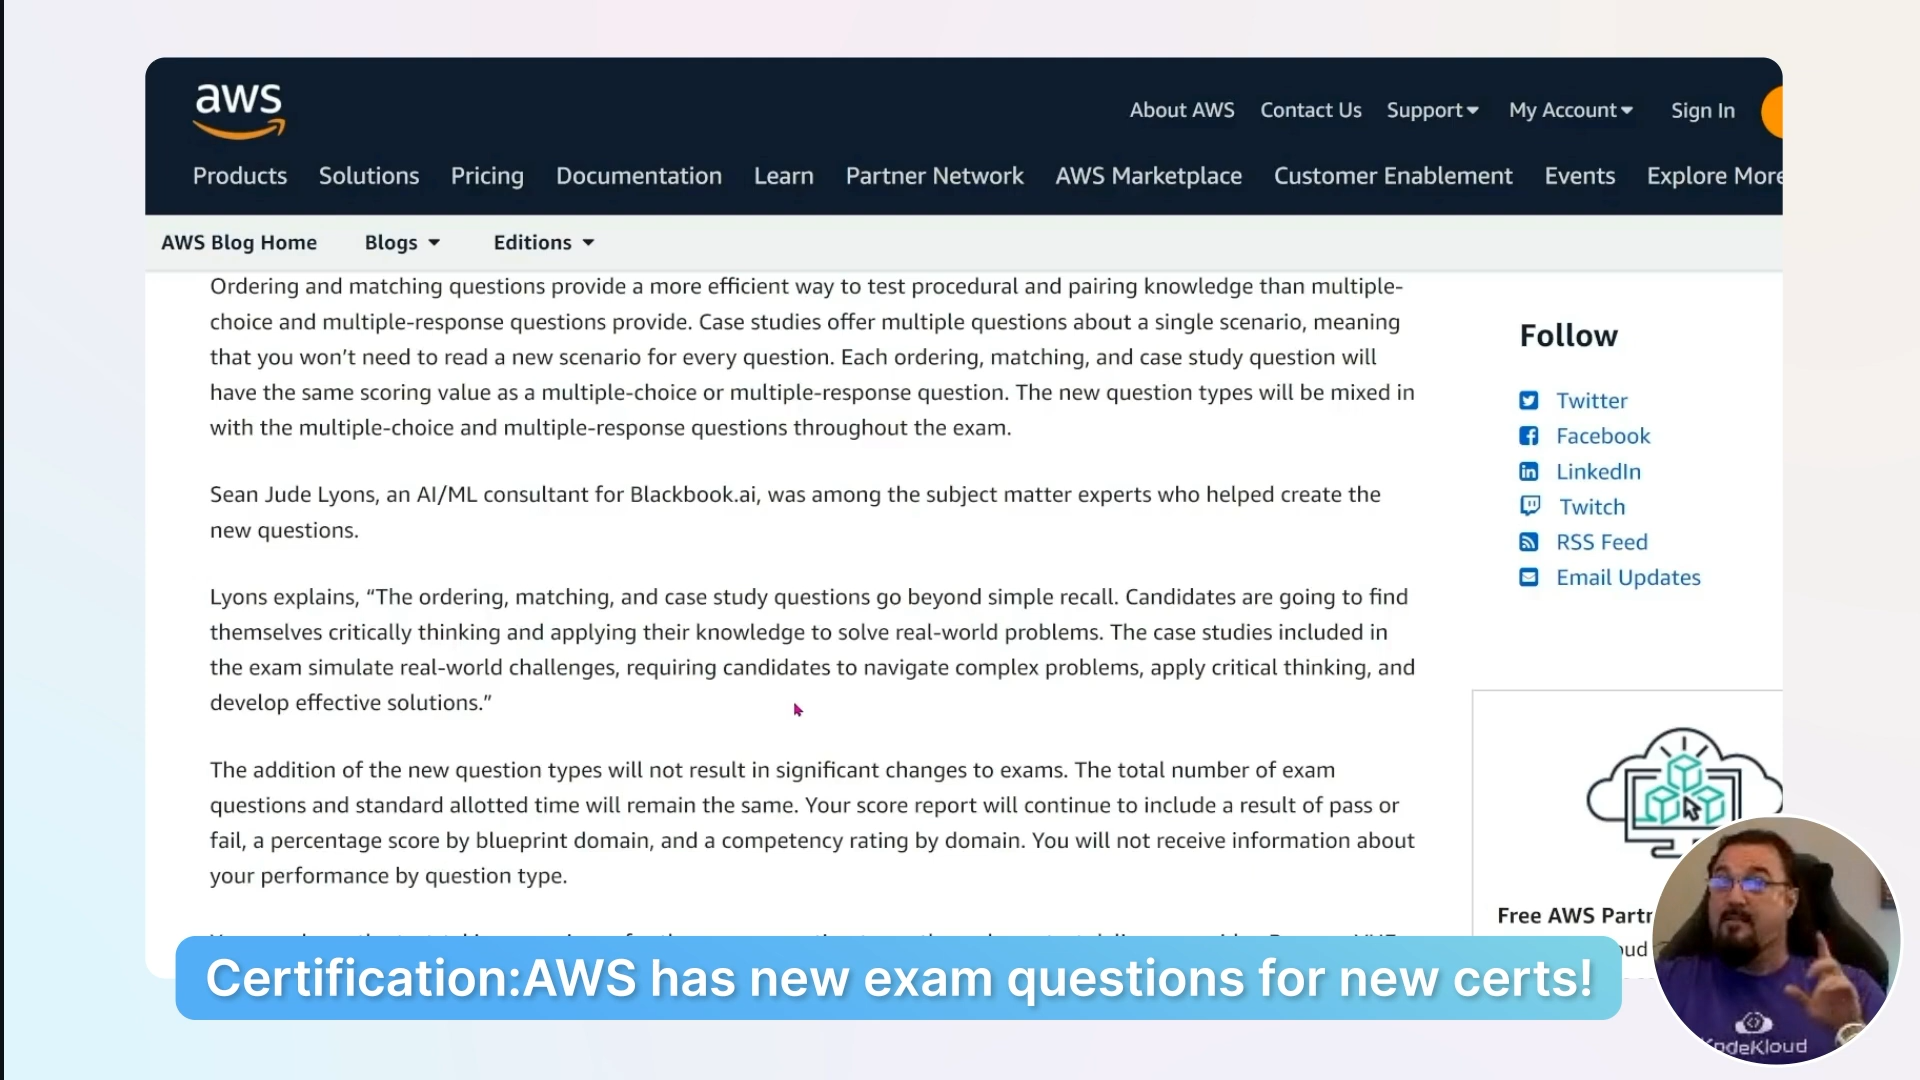 aws
About AWS Contact Us Support My Account Sign In
Products Solutions Pricing Documentation Learn Partner Network AWS Marketplace Customer Enablement Events Explore More
AWS Blog Home Blogs Editions
Ordering and matching questions provide a more efficient way to test procedural and pairing knowledge than multiple-
choice and multiple-response questions provide. Case studies offer multiple questions about a single scenario, meaning
that you won’t need to read a new scenario for every question. Each ordering, matching, and case study question will
have the same scoring value as a multiple-choice or multiple-response question. The new question types will be mixed in
with the multiple-choice and multiple-response questions throughout the exam.
Sean Jude Lyons, an AI/ML consultant for Blackbook.ai, was among the subject matter experts who helped create the
new questions.
Lyons explains, “The ordering, matching, and case study questions go beyond simple recall. Candidates are going to find
themselves critically thinking and applying their knowledge to solve real-world problems. The case studies included in
the exam simulate real-world challenges, requiring candidates to navigate complex problems, apply critical thinking, and
develop effective solutions.”
The addition of the new question types will not result in significant changes to exams. The total number of exam
questions and standard allotted time will remain the same. Your score report will continue to include a result of pass or
fail, a percentage score by blueprint domain, and a competency rating by domain. You will not receive information about
your performance by question type.
Follow
Twitter
Facebook
LinkedIn
Twitch
RSS Feed
Email Updates
Free AWS Partn
oud
Certification:AWS has new exam questions for new certs!
KodeKloud